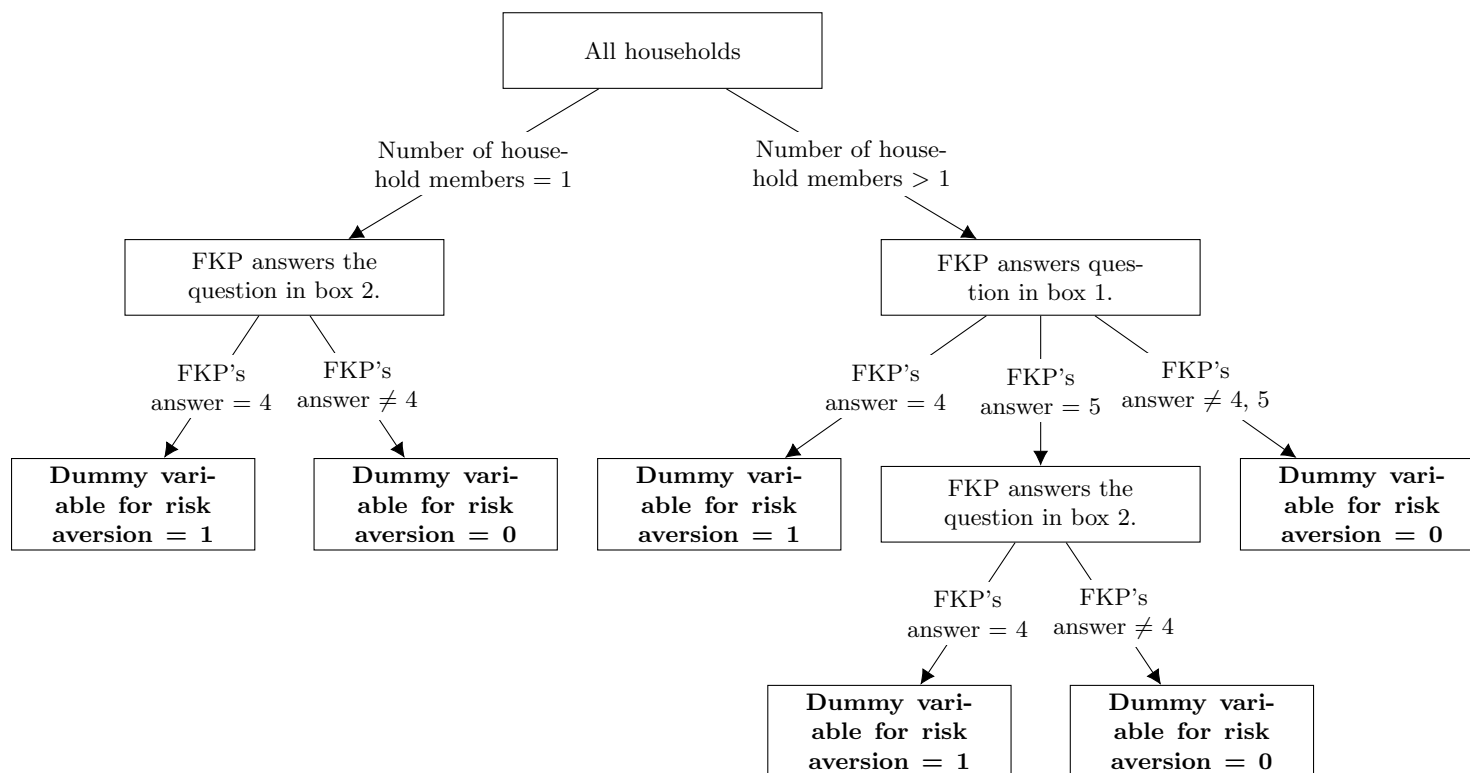 All households
Number of house-
hold members = 1
Number of house-
hold members > 1
FKP answers the
question in box 2.
FKP answers ques-
tion in box 1.
FKP's
answer = 4
FKP's
answer ≠ 4
FKP's
answer = 4
FKP's
answer = 5
FKP's
answer ≠ 4, 5
Dummy vari-
able for risk
aversion = 1
Dummy vari-
able for risk
aversion = 0
Dummy vari-
able for risk
aversion = 1
FKP answers the
question in box 2.
Dummy vari-
able for risk
aversion = 0
FKP's
answer = 4
FKP's
answer ≠ 4
Dummy vari-
able for risk
aversion = 1
Dummy vari-
able for risk
aversion = 0